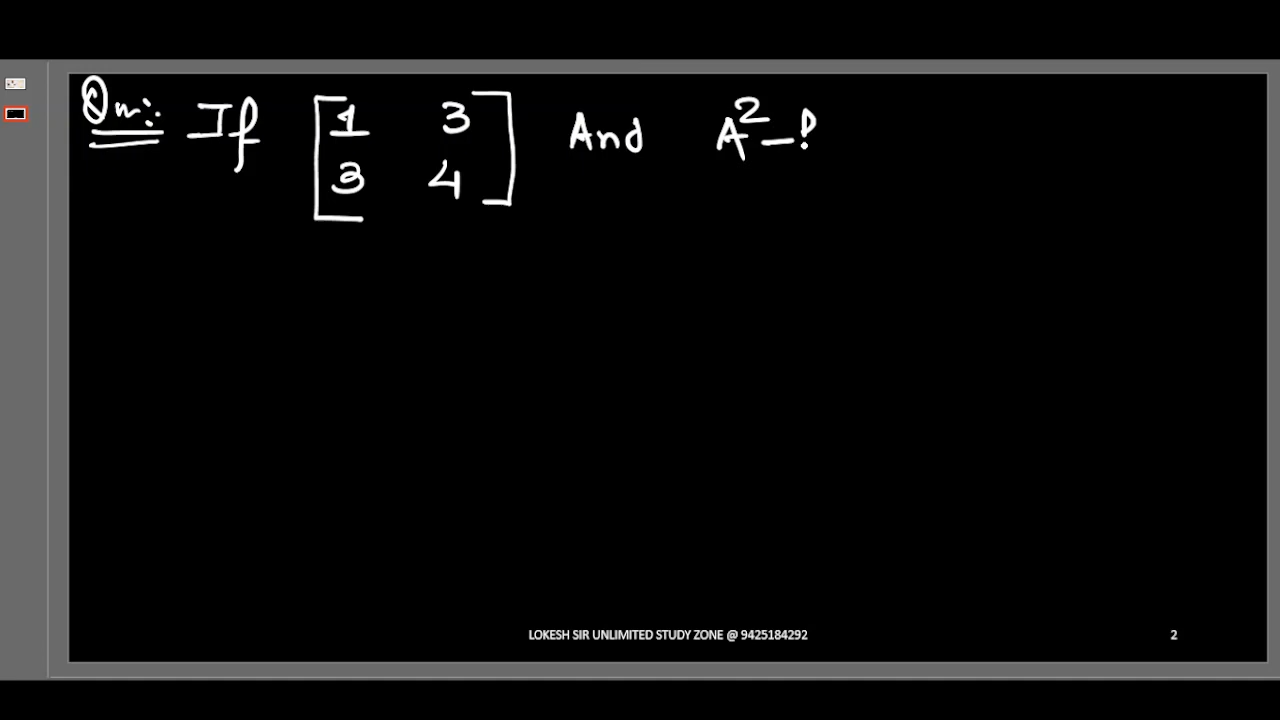 Qn:- If [1 3 And A² - ?
3 4]
LOKESH SIR UNLIMITED STUDY ZONE @ 9425184292 2